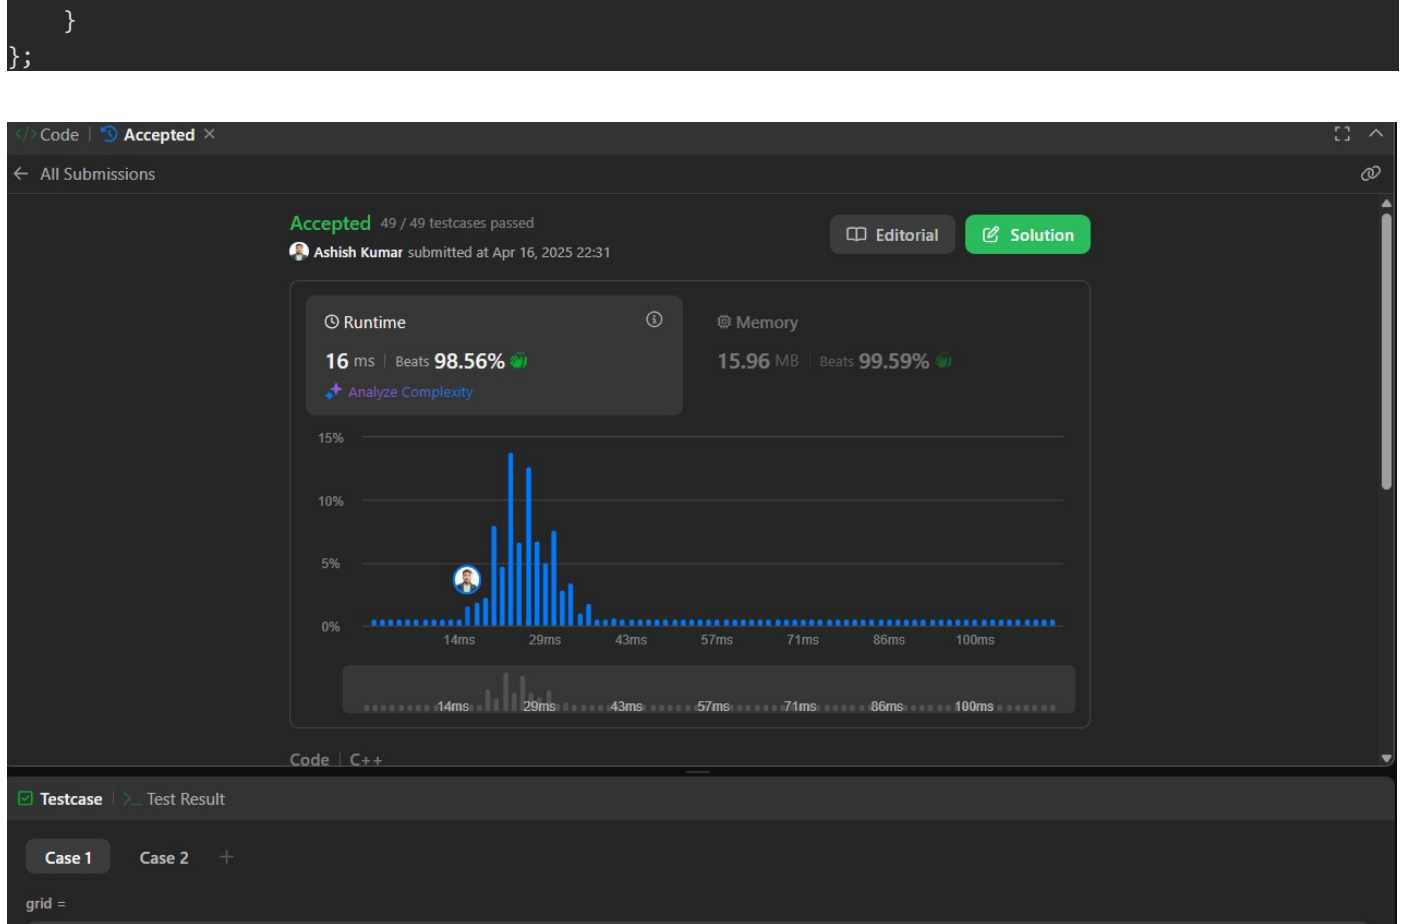 }
};
</> Code | Accepted ×
← All Submissions
Accepted 49 / 49 testcases passed
Editorial
Solution
Ashish Kumar submitted at Apr 16, 2025 22:31
Runtime
16 ms | Beats 98.56%
Analyze Complexity
Memory
15.96 MB | Beats 99.59%
15%
10%
5%
0%
14ms 29ms 43ms 57ms 71ms 86ms 100ms
14ms 29ms 43ms 57ms 71ms 86ms 100ms
Code | C++
Testcase | >_ Test Result
Case 1 Case 2 +
grid =